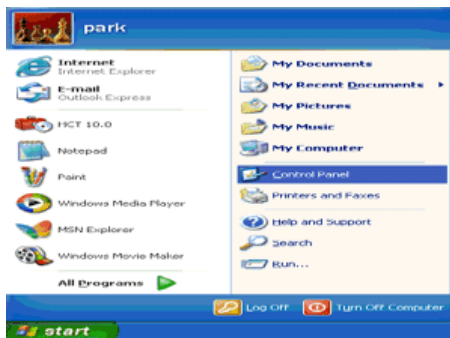 park
Internet
Internet Explorer
E-mail
Outlook Express
HCT 10.0
Notepad
Paint
Windows Media Player
MSN Explorer
Windows Movie Maker
All Programs
My Documents
My Recent Documents
My Pictures
My Music
My Computer
Control Panel
Printers and Faxes
Help and Support
Search
Run...
Log Off
Turn Off Computer
start